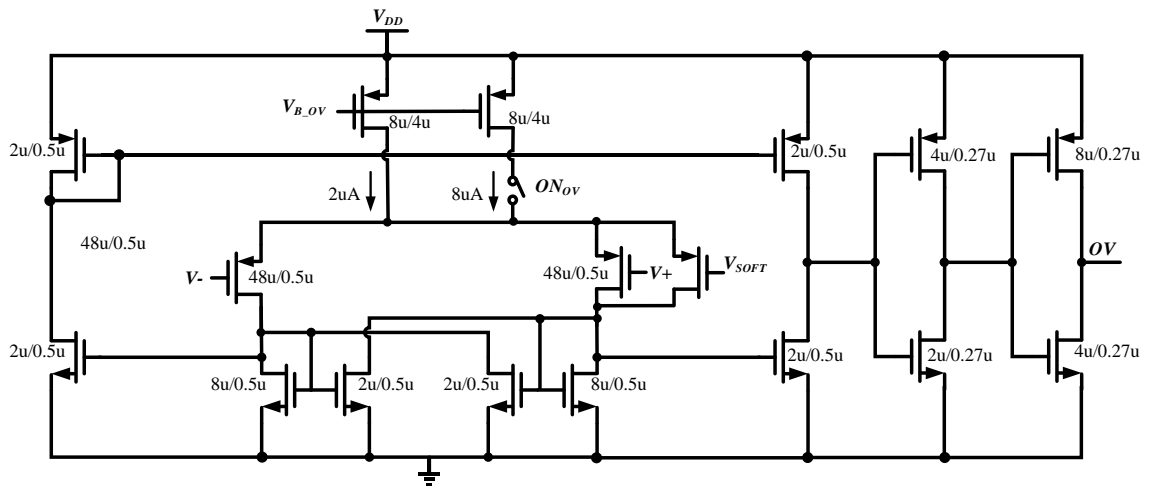 V_DD
V_B_OV
8u/4u
8u/4u
2u/0.5u
2u/0.5u
4u/0.27u
8u/0.27u
2uA
8uA
ON_OV
48u/0.5u
V-
48u/0.5u
48u/0.5u
V+
V_SOFT
OV
2u/0.5u
8u/0.5u
2u/0.5u
2u/0.5u
8u/0.5u
2u/0.5u
2u/0.27u
4u/0.27u